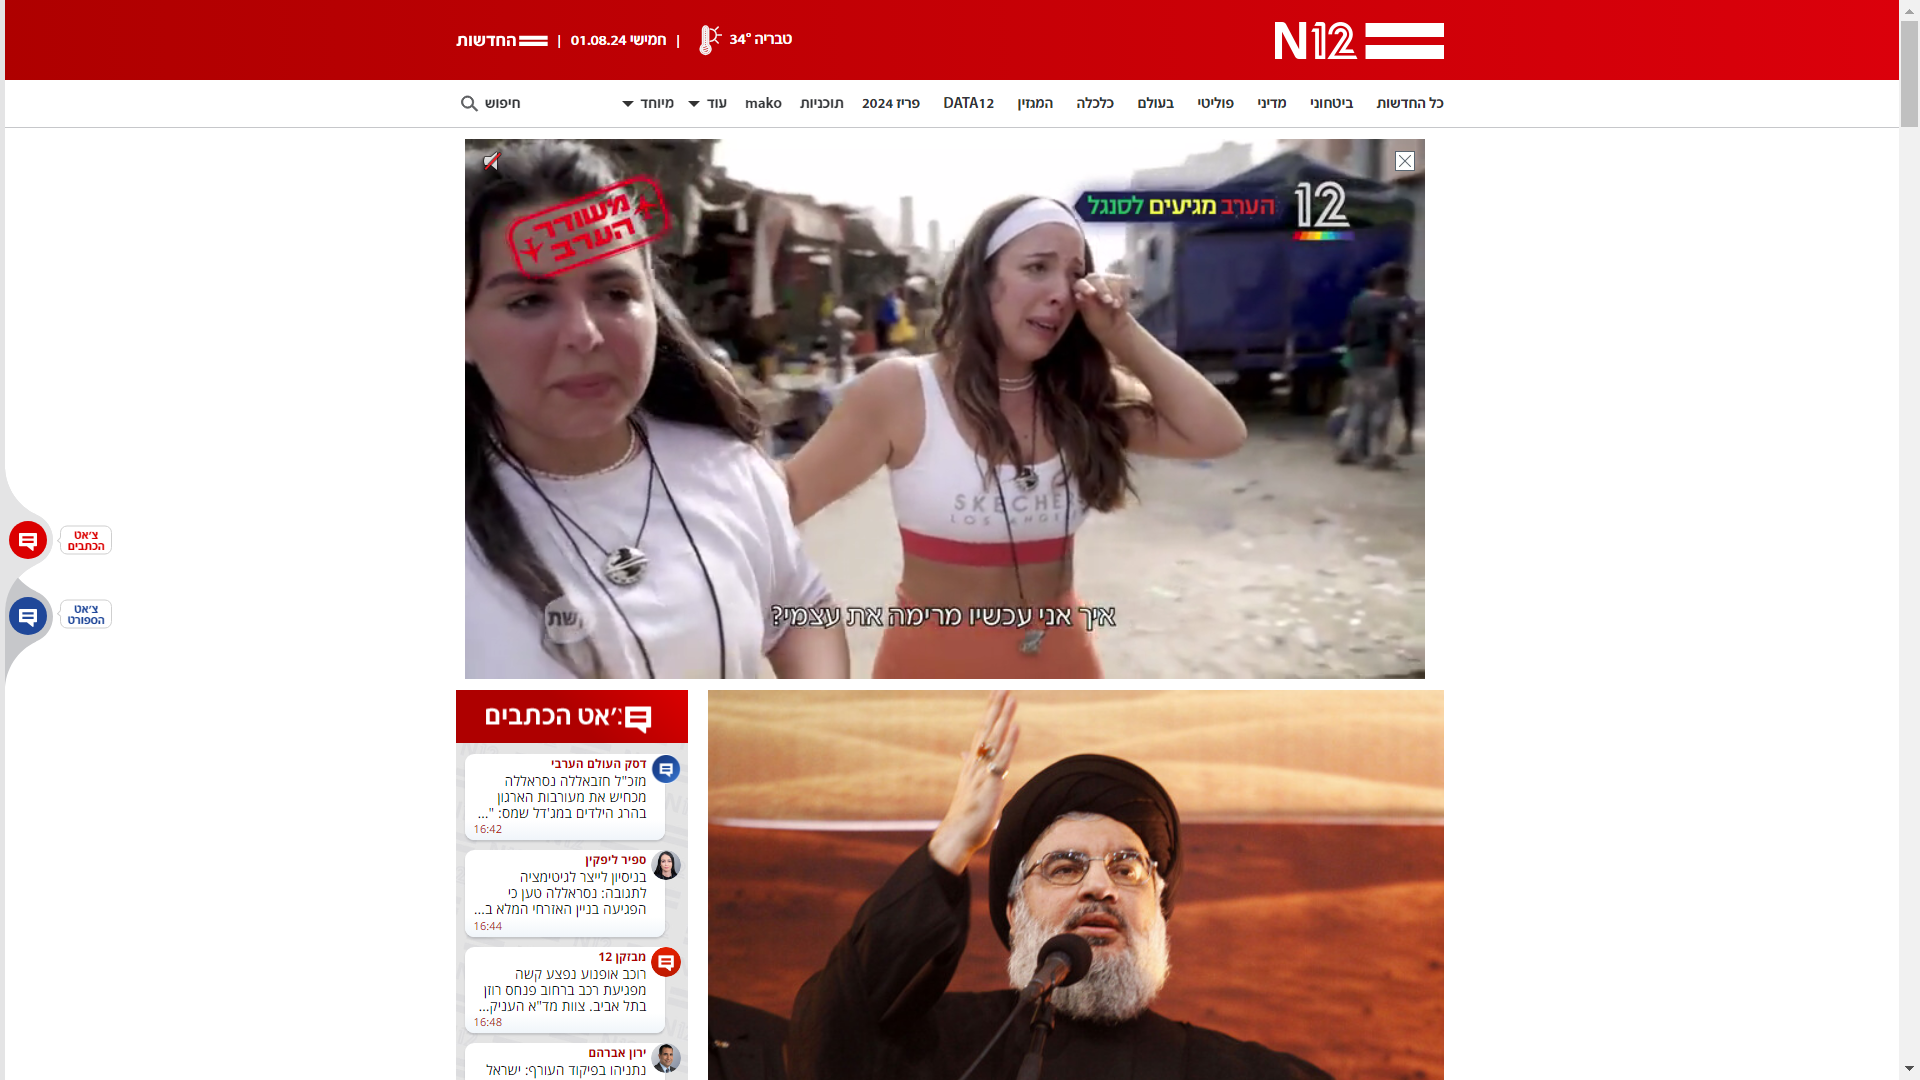 N12
טבריה 34°
|
חמישי 01.08.24
|
החדשות
כל החדשות
ביטחוני
מדיני
פוליטי
בעולם
כלכלה
המגזין
DATA12
פריז 2024
תוכניות
mako
עוד
מיוחד
חיפוש
משודר
הערב
הערב מגיעים לסנגל
12
SKECHERS
LOS ANGELES
איך אני עכשיו מרימה את עצמי?
צ׳אט
הכתבים
צ׳אט
הספורט
צ׳אט הכתבים
דסק העולם הערבי
מזכ"ל חזבאללה נסראללה
מכחיש את מעורבות הארגון
בהרג הילדים במג'דל שמס: "...
16:42
ספיר ליפקין
בניסיון לייצר לגיטימציה
לתגובה: נסראללה טען כי
הפגיעה בניין האזרחי המלא ב...
16:44
מבזקן 12
רוכב אופנוע נפצע קשה
מפגיעת רכב ברחוב פנחס רוזן
בתל אביב. צוות מד"א העניק...
16:48
ירון אברהם
נתניהו בפיקוד העורף: ישראל